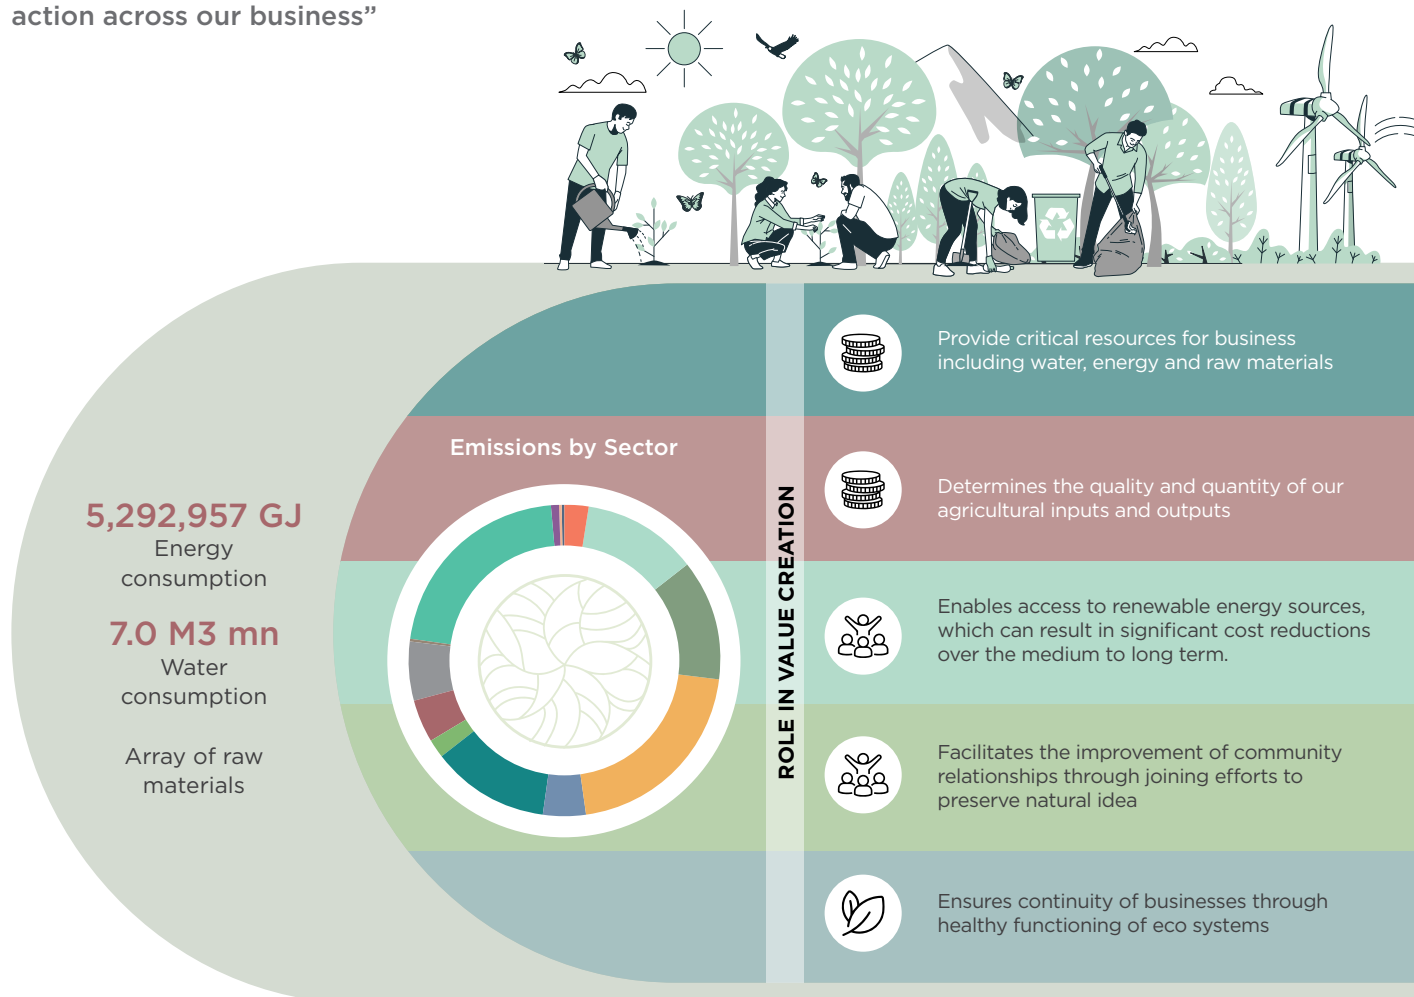 action across our business”
5,292,957 GJ
Energy
consumption
7.0 M3 mn
Water
consumption
Array of raw
materials
Emissions by Sector
ROLE IN VALUE CREATION
Provide critical resources for business
including water, energy and raw materials
Determines the quality and quantity of our
agricultural inputs and outputs
Enables access to renewable energy sources,
which can result in significant cost reductions
over the medium to long term.
Facilitates the improvement of community
relationships through joining efforts to
preserve natural idea
Ensures continuity of businesses through
healthy functioning of eco systems